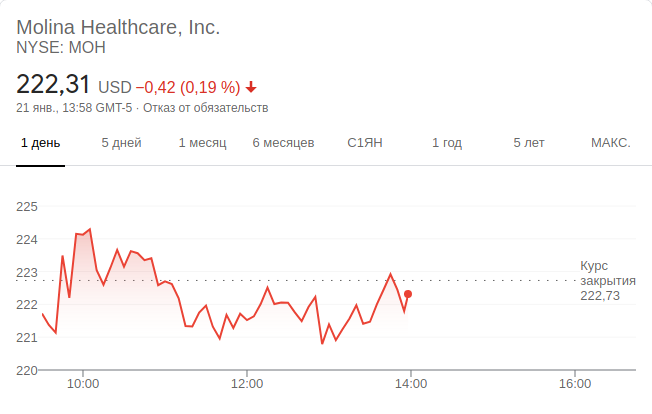 Molina Healthcare, Inc.
NYSE: MOH
222,31 USD −0,42 (0,19 %)
21 янв., 13:58 GMT-5 · Отказ от обязательств
1 день 5 дней 1 месяц 6 месяцев С1ЯН 1 год 5 лет МАКС.
225
224
223
222
221
220
Курс
закрытия
222,73
10:00 12:00 14:00 16:00